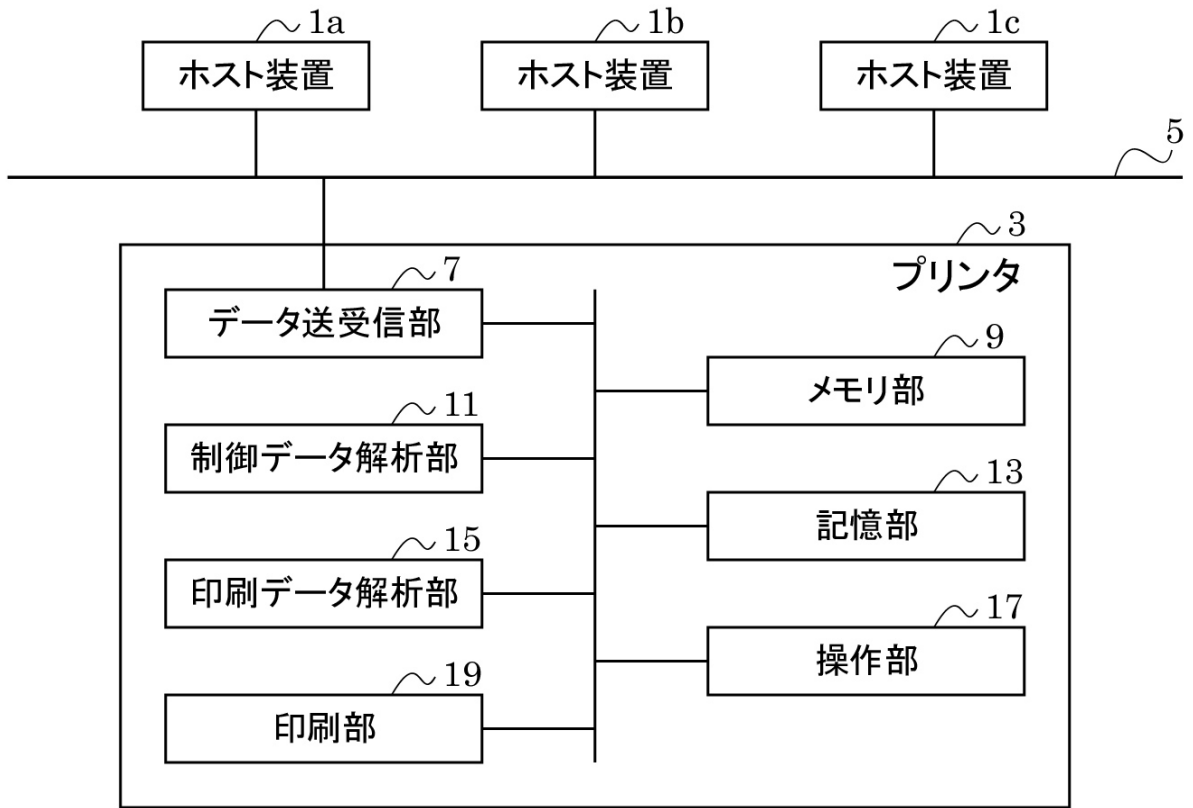 1a
1b
1c
ホスト装置
ホスト装置
ホスト装置
5
3
プリンタ
7
データ送受信部
9
メモリ部
11
制御データ解析部
13
記憶部
15
印刷データ解析部
17
操作部
19
印刷部